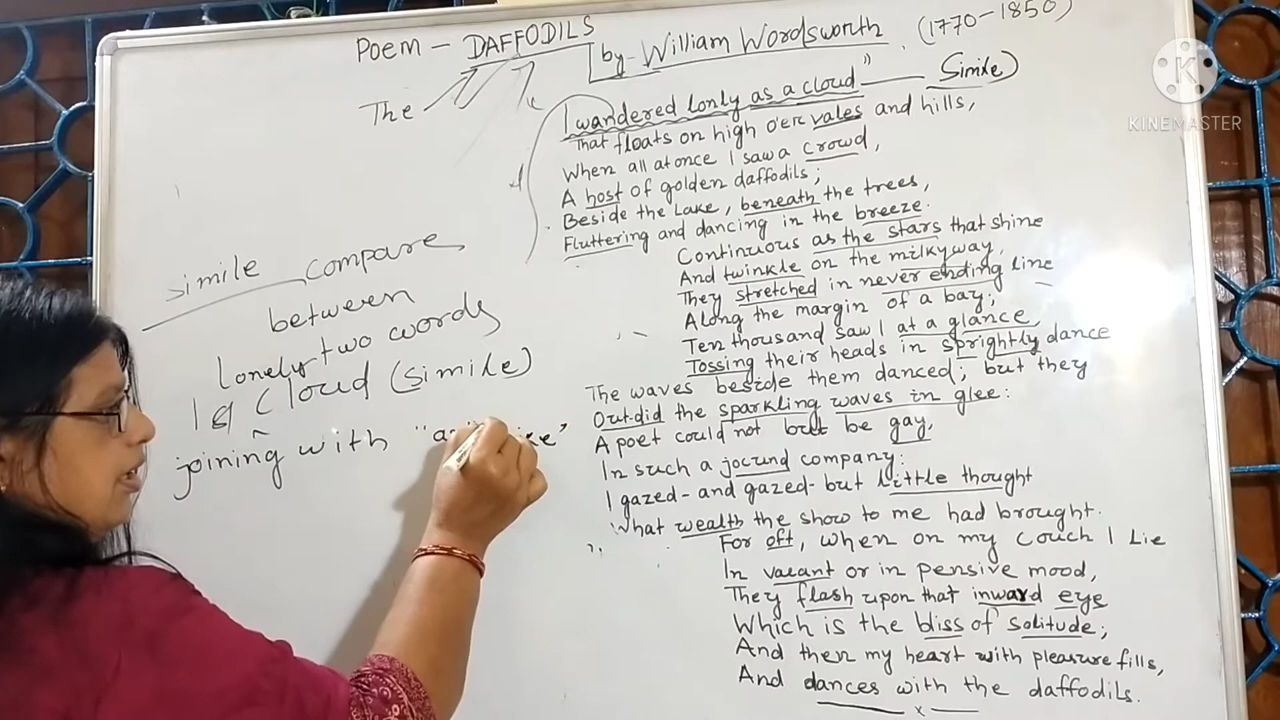 Poem - DAFFODILS
by- William Wordsworth (1770-1850)
The
I wandered lonly as a cloud" Simile)
That floats on high o'er vales and hills,
When all at once I saw a crowd,
A host of golden daffodils;
Beside the Lake, beneath the trees,
Fluttering and dancing in the breeze.
Continuous as the stars that shine
And twinkle on the milkyway,
They stretched in never ending line
Along the margin of a bay;
Ten thousand saw I at a glance,
Tossing their heads in sprightly dance
The waves beside them danced; but they
Out-did the sparkling waves in glee:
A poet could not but be gay,
In such a jocund company:
I gazed- and gazed- but little thought
What wealth the show to me had brought.
For oft, when on my couch I Lie
In vacant or in pensive mood,
They flash upon that inward eye
Which is the bliss of solitude;
And then my heart with pleasure fills,
And dances with the daffodils.
simile compare
between
two words
Lonely
Cloud (simile)
joining with
KINEMASTER